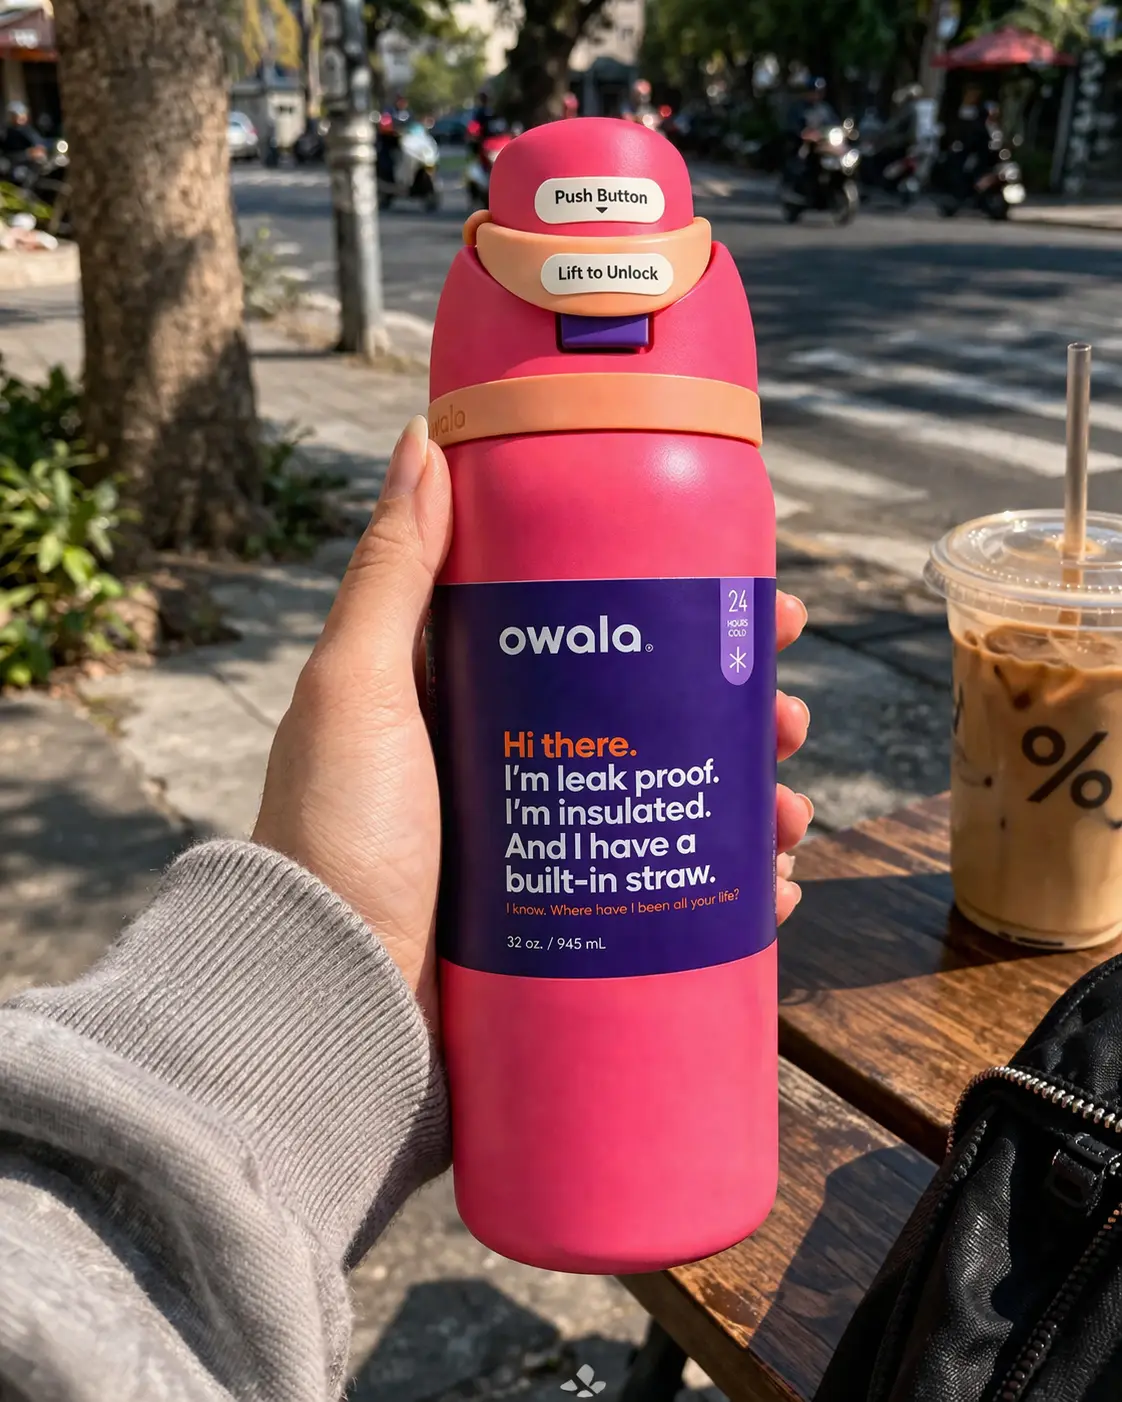 Push Button
Lift to Unlock
owala
owala®
24
HOURS
COLD
Hi there.
I'm leak proof.
I'm insulated.
And I have a
built-in straw.
I know. Where have I been all your life?
32 oz. / 945 mL
%